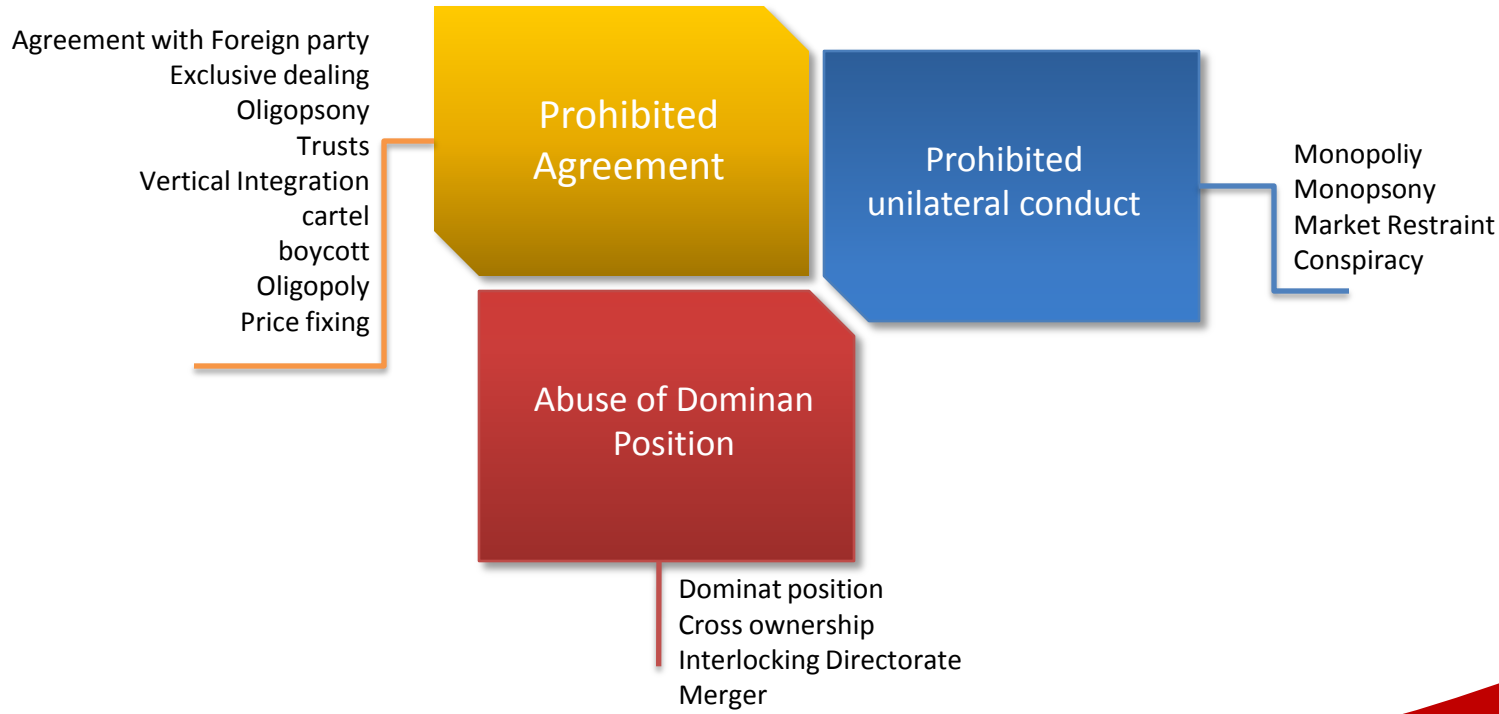 Agreement with Foreign party
Exclusive dealing
Oligopsony
Trusts
Vertical Integration
cartel
boycott
Oligopoly
Price fixing
Prohibited
Agreement
Prohibited
unilateral conduct
Monopoliy
Monopsony
Market Restraint
Conspiracy
Abuse of Dominan
Position
Dominat position
Cross ownership
Interlocking Directorate
Merger